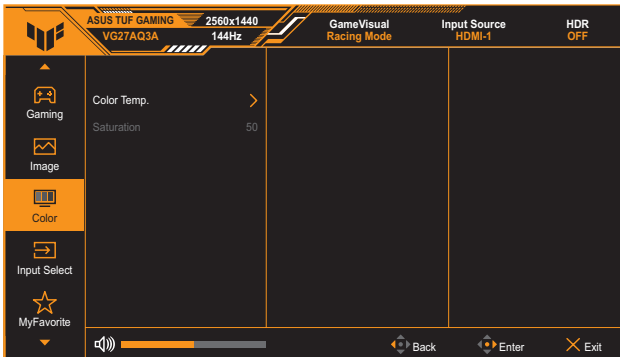 ASUS TUF GAMING 2560x1440 GameVisual Input Source HDR
VG27AQ3A 144Hz Racing Mode HDMI-1 OFF
Gaming
Color Temp.
Saturation 50
Image
Color
Input Select
MyFavorite
Back Enter Exit